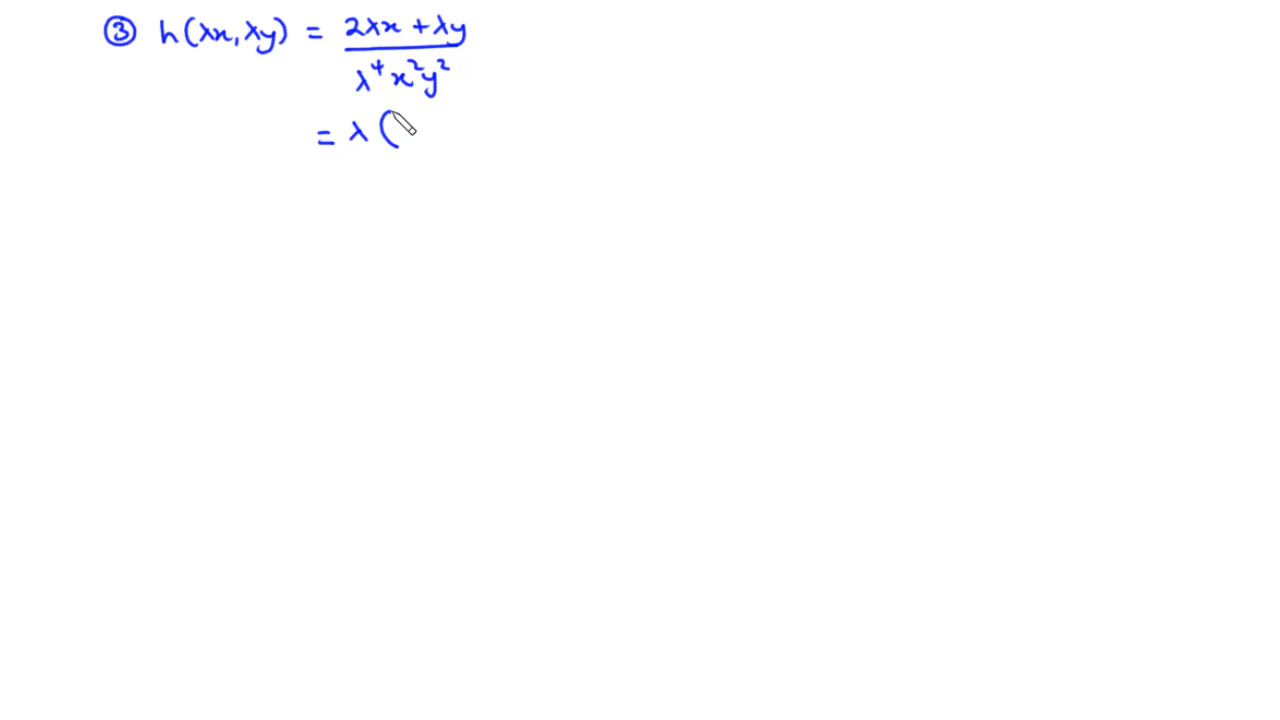 ③ h(λx, λy) = (2λx + λy) / (λ⁴x²y²)
= λ (